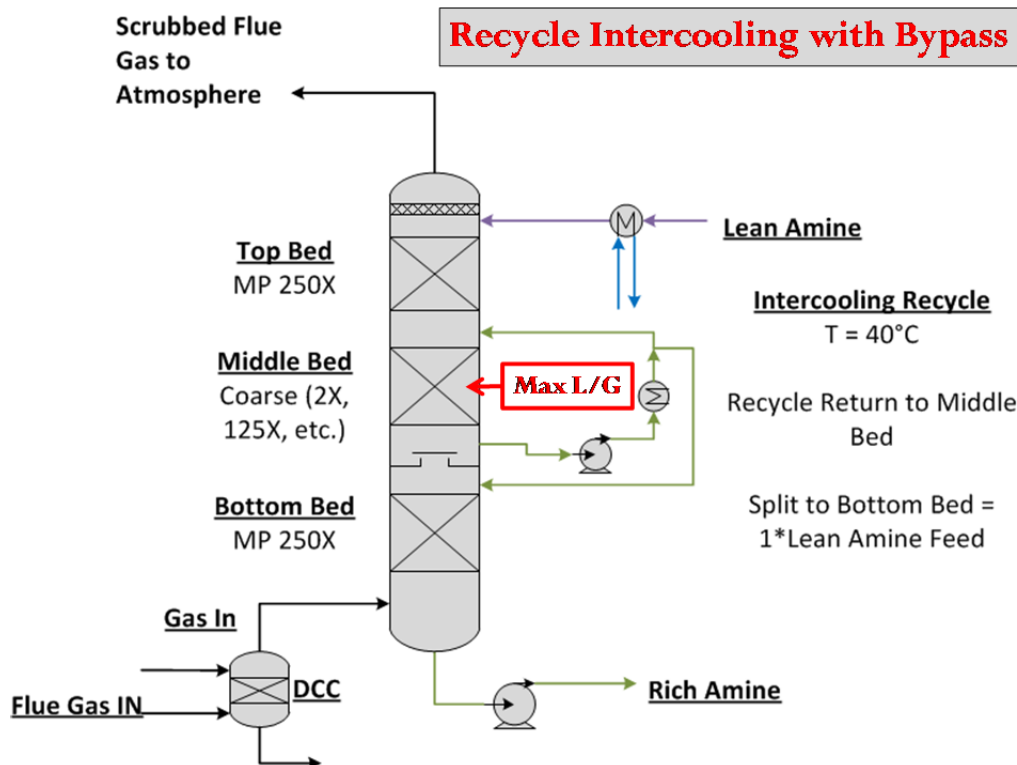 Scrubbed Flue
Gas to
Atmosphere
Recycle Intercooling with Bypass
Lean Amine
Top Bed
MP 250X
Intercooling Recycle
T = 40°C
Middle Bed
Coarse (2X,
125X, etc.)
Max L/G
Recycle Return to Middle
Bed
Bottom Bed
MP 250X
Split to Bottom Bed =
1*Lean Amine Feed
Gas In
Flue Gas IN
DCC
Rich Amine